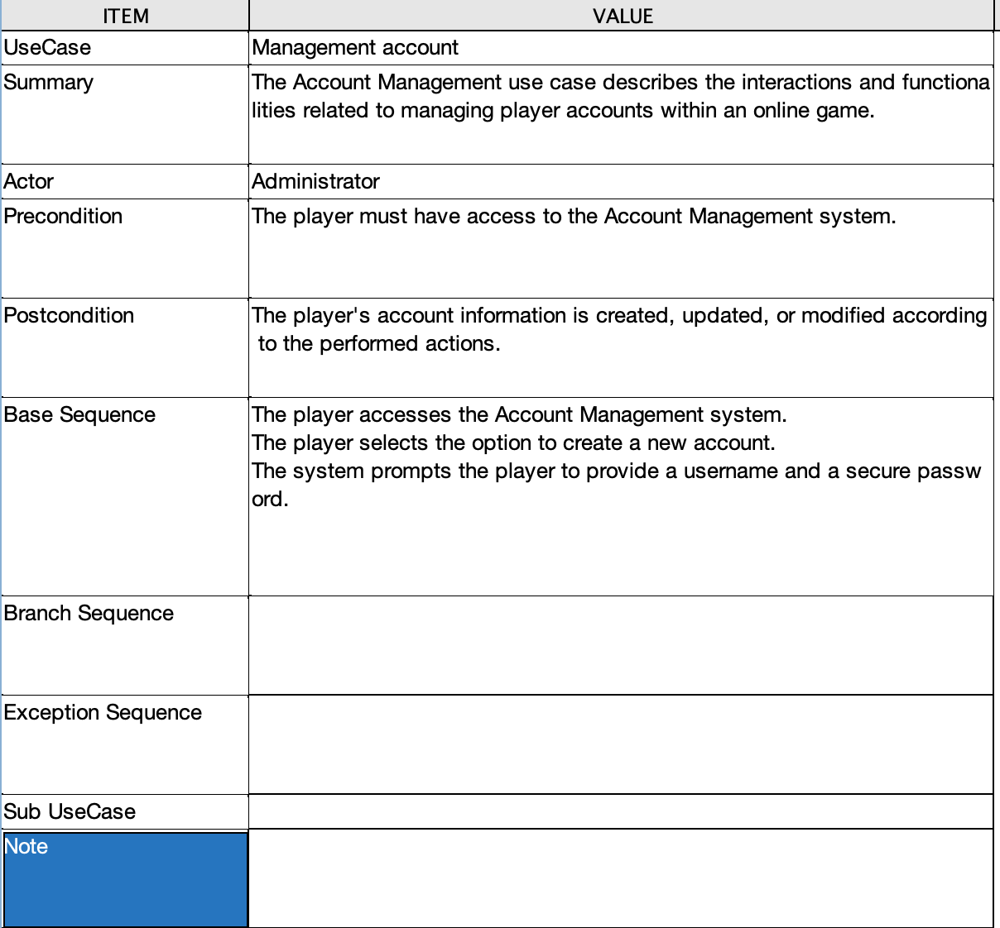 ITEM VALUE
UseCase Management account
Summary The Account Management use case describes the interactions and functiona
lities related to managing player accounts within an online game.
Actor Administrator
Precondition The player must have access to the Account Management system.
Postcondition The player's account information is created, updated, or modified according
to the performed actions.
Base Sequence The player accesses the Account Management system.
The player selects the option to create a new account.
The system prompts the player to provide a username and a secure passw
ord.
Branch Sequence
Exception Sequence
Sub UseCase
Note